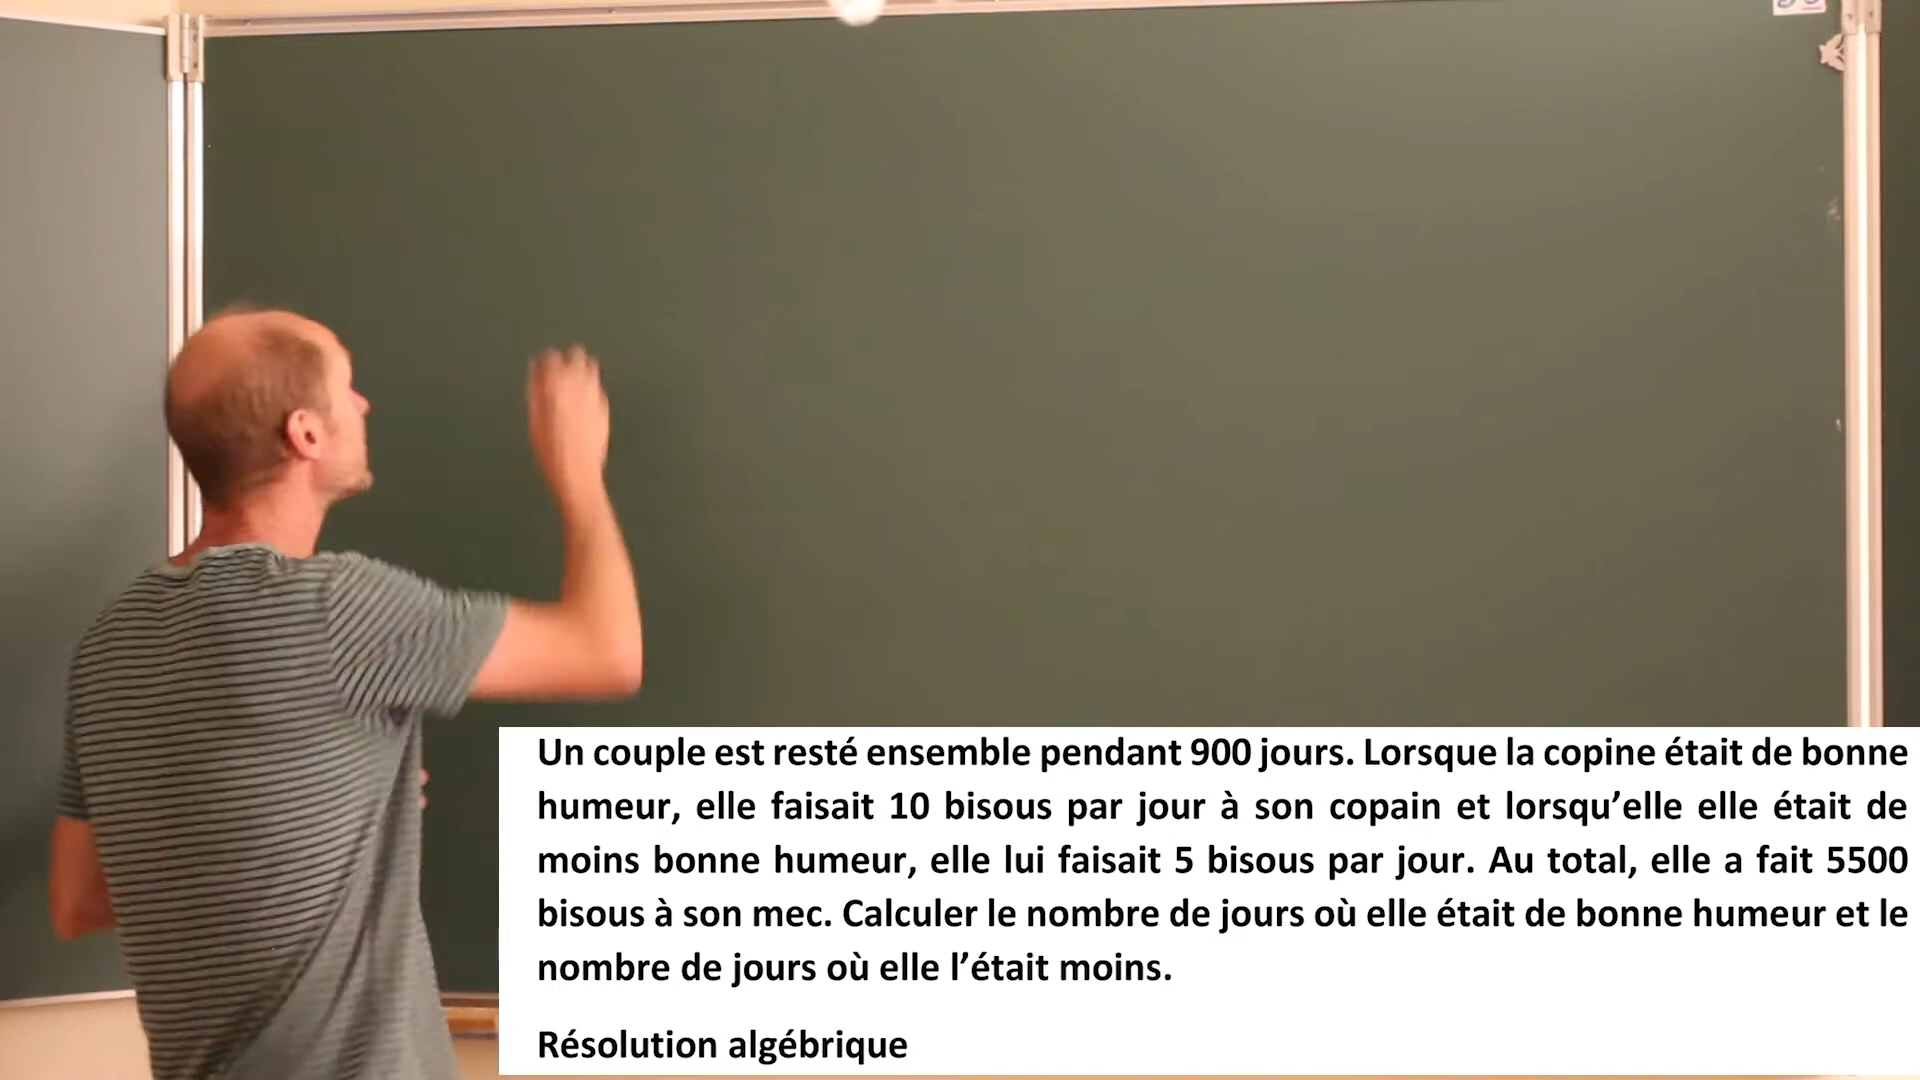 Un couple est resté ensemble pendant 900 jours. Lorsque la copine était de bonne
humeur, elle faisait 10 bisous par jour à son copain et lorsqu’elle elle était de
moins bonne humeur, elle lui faisait 5 bisous par jour. Au total, elle a fait 5500
bisous à son mec. Calculer le nombre de jours où elle était de bonne humeur et le
nombre de jours où elle l’était moins.
Résolution algébrique